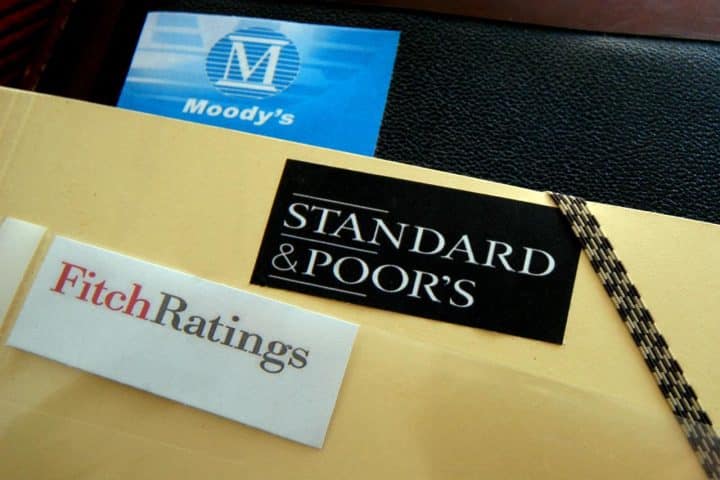 M
Moody's
STANDARD
&POOR'S
FitchRatings